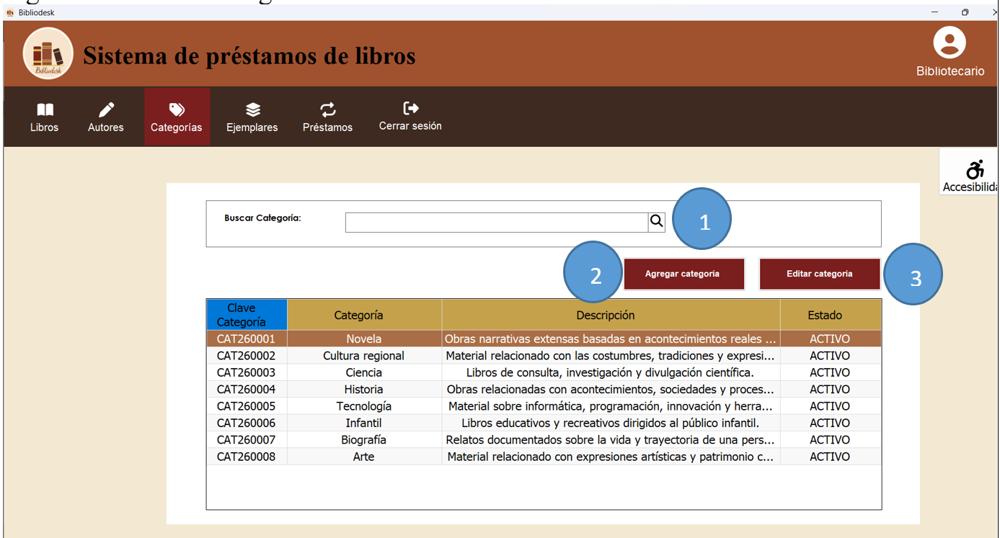 Bibliodesk
Bibliodesk
Sistema de préstamos de libros
Bibliotecario
Libros
Autores
Categorías
Ejemplares
Préstamos
Cerrar sesión
Accesibilida
Buscar Categoría:
1
2
Agregar categoría
Editar categoría
3
Clave Categoría Categoría Descripción Estado
CAT260001 Novela Obras narrativas extensas basadas en acontecimientos reales ... ACTIVO
CAT260002 Cultura regional Material relacionado con las costumbres, tradiciones y expresi... ACTIVO
CAT260003 Ciencia Libros de consulta, investigación y divulgación científica. ACTIVO
CAT260004 Historia Obras relacionadas con acontecimientos, sociedades y proces... ACTIVO
CAT260005 Tecnología Material sobre informática, programación, innovación y herra... ACTIVO
CAT260006 Infantil Libros educativos y recreativos dirigidos al público infantil. ACTIVO
CAT260007 Biografía Relatos documentados sobre la vida y trayectoria de una pers... ACTIVO
CAT260008 Arte Material relacionado con expresiones artísticas y patrimonio c... ACTIVO